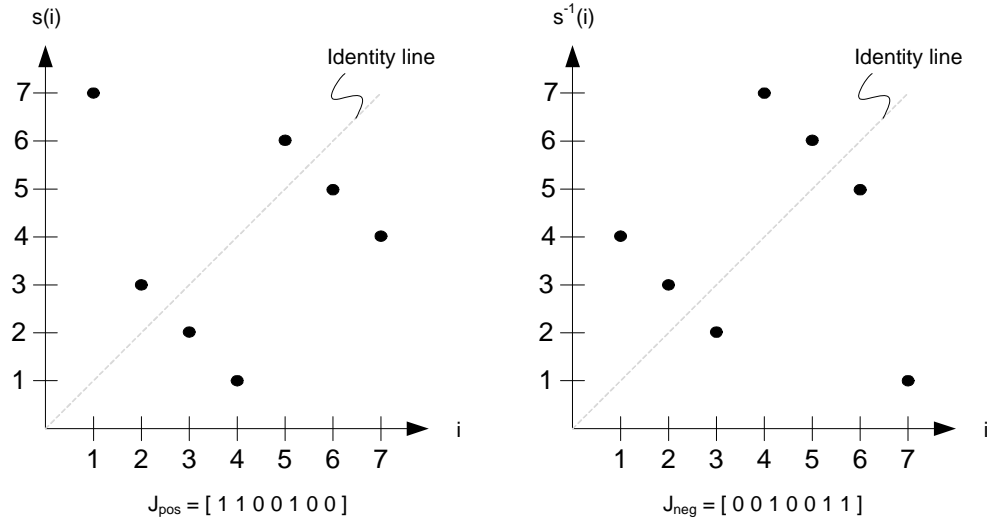 s(i)
Identity line
7
6
5
4
3
2
1
1 2 3 4 5 6 7
i
J_pos = [ 1 1 0 0 1 0 0 ]
s⁻¹(i)
Identity line
7
6
5
4
3
2
1
1 2 3 4 5 6 7
i
J_neg = [ 0 0 1 0 0 1 1 ]